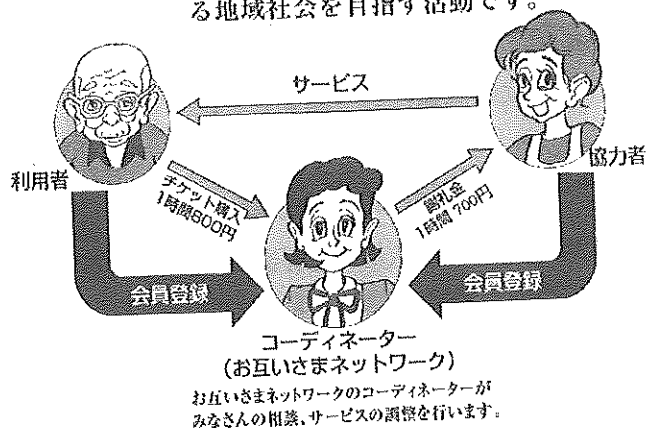 る地域社会を目指す活動です。
サービス
利用者
協力者
チケット購入
1時間800円
謝礼金
1時間 700円
会員登録
会員登録
コーディネーター
(お互いさまネットワーク)
お互いさまネットワークのコーディネーターが
みなさんの相談、サービスの調整を行います。